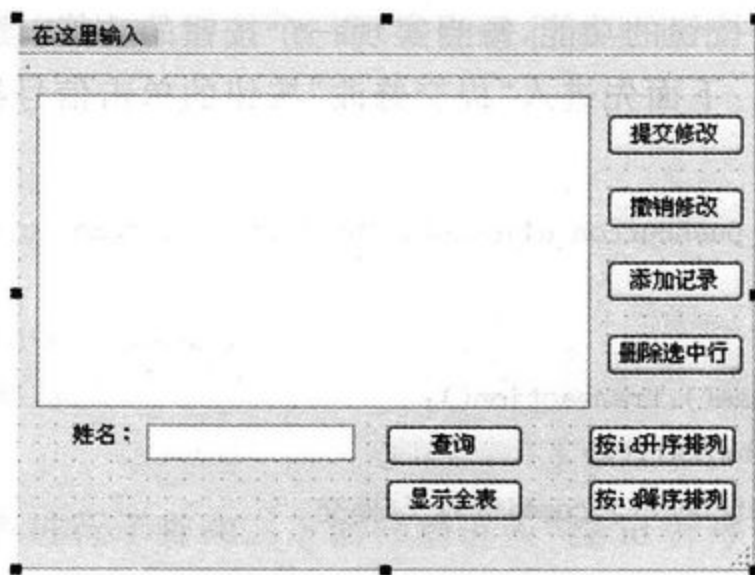 在这里输入
提交修改
撤销修改
添加记录
删除选中行
姓名：
查询
按id升序排列
显示全表
按id降序排列